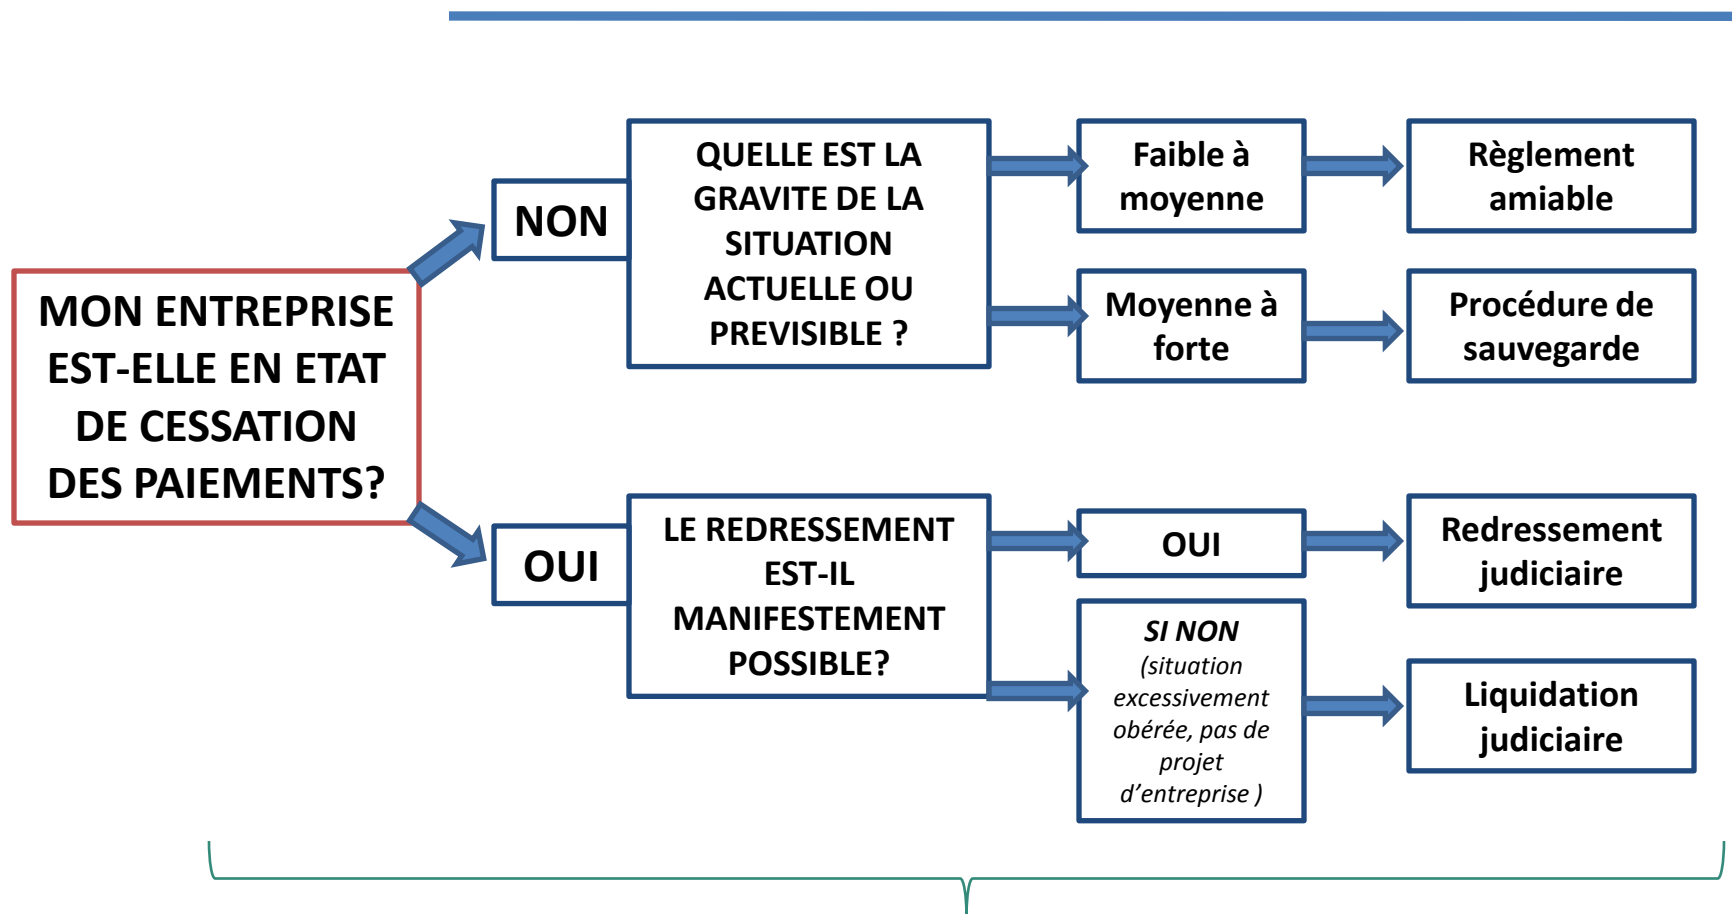 MON ENTREPRISE
EST-ELLE EN ETAT
DE CESSATION
DES PAIEMENTS?
NON
QUELLE EST LA
GRAVITE DE LA
SITUATION
ACTUELLE OU
PREVISIBLE ?
Faible à
moyenne
Règlement
amiable
Moyenne à
forte
Procédure de
sauvegarde
OUI
LE REDRESSEMENT
EST-IL
MANIFESTEMENT
POSSIBLE?
OUI
Redressement
judiciaire
SI NON
(situation
excessivement
obérée, pas de
projet
d’entreprise )
Liquidation
judiciaire